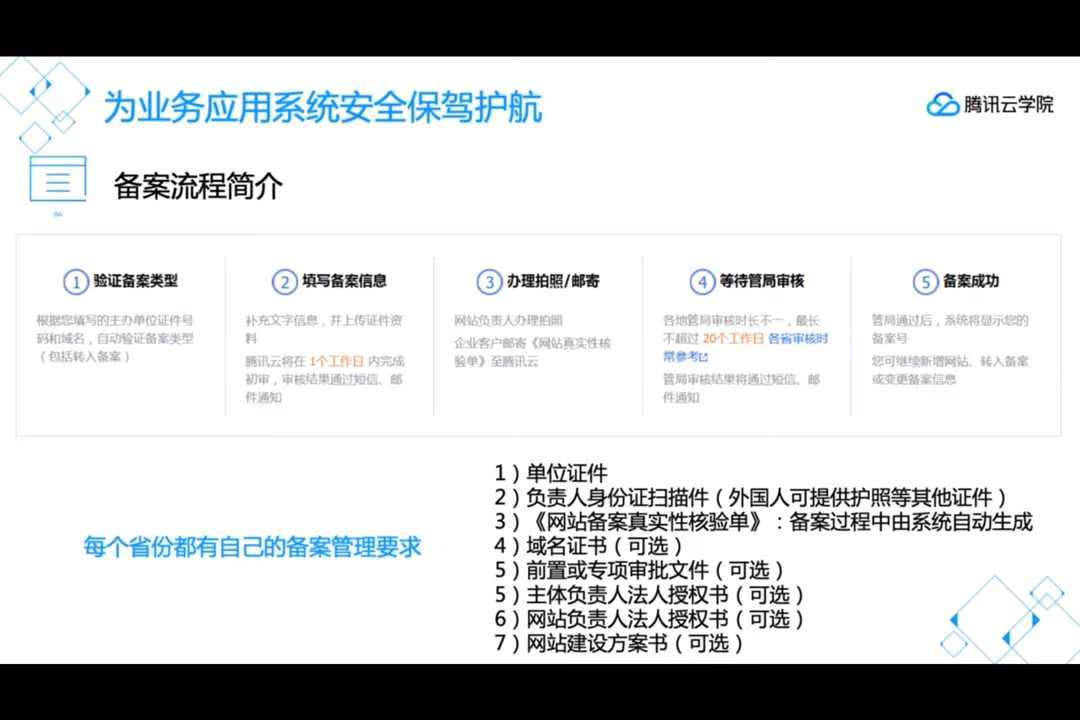 为业务应用系统安全保驾护航
腾讯云学院
备案流程简介
BA
1 验证备案类型
根据您填写的主办单位证件号
码和域名，自动验证备案类型
（包括转入备案）
2 填写备案信息
补充文字信息，并上传证件资
料
腾讯云将在 1个工作日 内完成
初审，审核结果通过短信、邮
件通知
3 办理拍照/邮寄
网站负责人办理拍照
企业客户邮寄《网站真实性核
验单》至腾讯云
4 等待管局审核
各地管局审核时长不一，最长
不超过 20个工作日 各省审核时
常参考
管局审核结果将通过短信、邮
件通知
5 备案成功
管局通过后，系统将显示您的
备案号
您可继续新增网站、转入备案
或变更备案信息
每个省份都有自己的备案管理要求
1）单位证件
2）负责人身份证扫描件（外国人可提供护照等其他证件）
3）《网站备案真实性核验单》：备案过程中由系统自动生成
4）域名证书（可选）
5）前置或专项审批文件（可选）
5）主体负责人法人授权书（可选）
6）网站负责人法人授权书（可选）
7）网站建设方案书（可选）